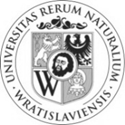 UNIVERSITAS RERUM NATURALIUM
WRATISLAVIENSIS
W